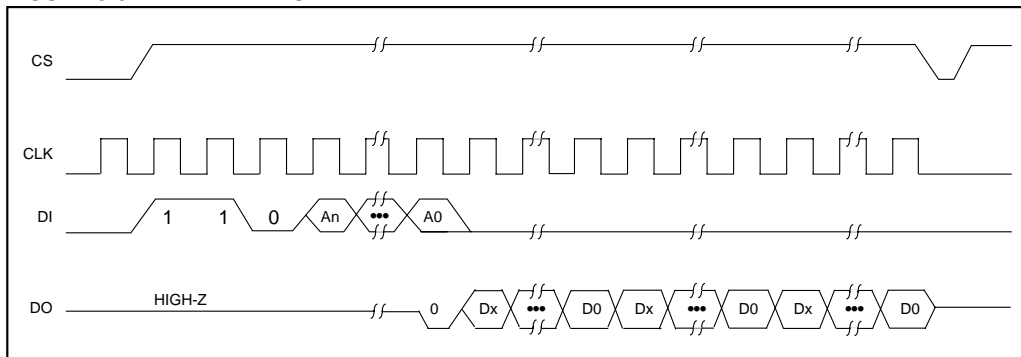 CS
CLK
DI 1 1 0 An ••• A0
HIGH-Z
DO 0 Dx ••• D0 Dx ••• D0 Dx ••• D0